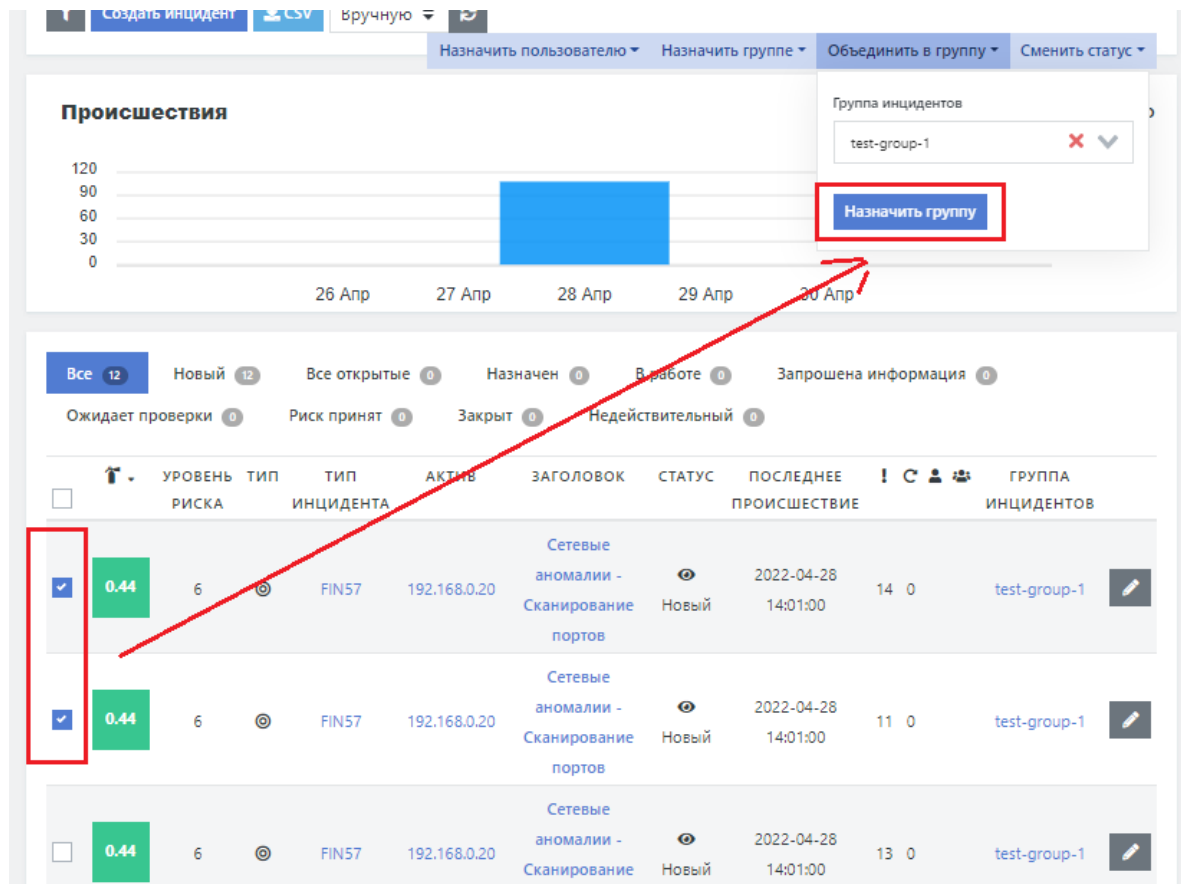 Создать инцидент CSV Вручную
Назначить пользователю Назначить группе Объединить в группу Сменить статус
Происшествия
Группа инцидентов
test-group-1
Назначить группу
120
90
60
30
0
26 Апр 27 Апр 28 Апр 29 Апр 30 Апр
Все 12 Новый 12 Все открытые 0 Назначен 0 В работе 0 Запрошена информация 0
Ожидает проверки 0 Риск принят 0 Закрыт 0 Недействительный 0
УРОВЕНЬ ТИП ТИП АКТИВ ЗАГОЛОВОК СТАТУС ПОСЛЕДНЕЕ ! ГРУППА
РИСКА ИНЦИДЕНТА ПРОИСШЕСТВИЕ ИНЦИДЕНТОВ
Сетевые
аномалии - 2022-04-28
0.44 6 FIN57 192.168.0.20 14 0 test-group-1
Сканирование Новый 14:01:00
портов
Сетевые
аномалии - 2022-04-28
0.44 6 FIN57 192.168.0.20 11 0 test-group-1
Сканирование Новый 14:01:00
портов
Сетевые
аномалии - 2022-04-28
0.44 6 FIN57 192.168.0.20 13 0 test-group-1
Сканирование Новый 14:01:00